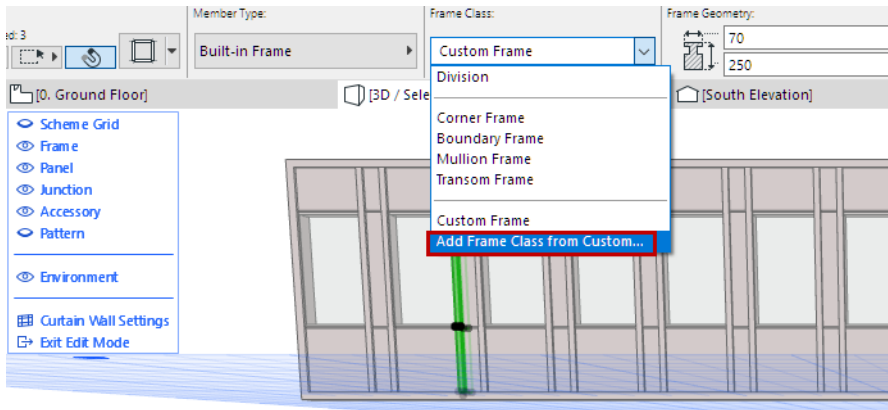 Member Type:
Frame Class:
Frame Geometry:
ed: 3
Built-in Frame
Custom Frame
70
250
[0. Ground Floor]
[3D / Sele
[South Elevation]
Division
Corner Frame
Boundary Frame
Mullion Frame
Transom Frame
Custom Frame
Add Frame Class from Custom...
Scheme Grid
Frame
Panel
Junction
Accessory
Pattern
Environment
Curtain Wall Settings
Exit Edit Mode